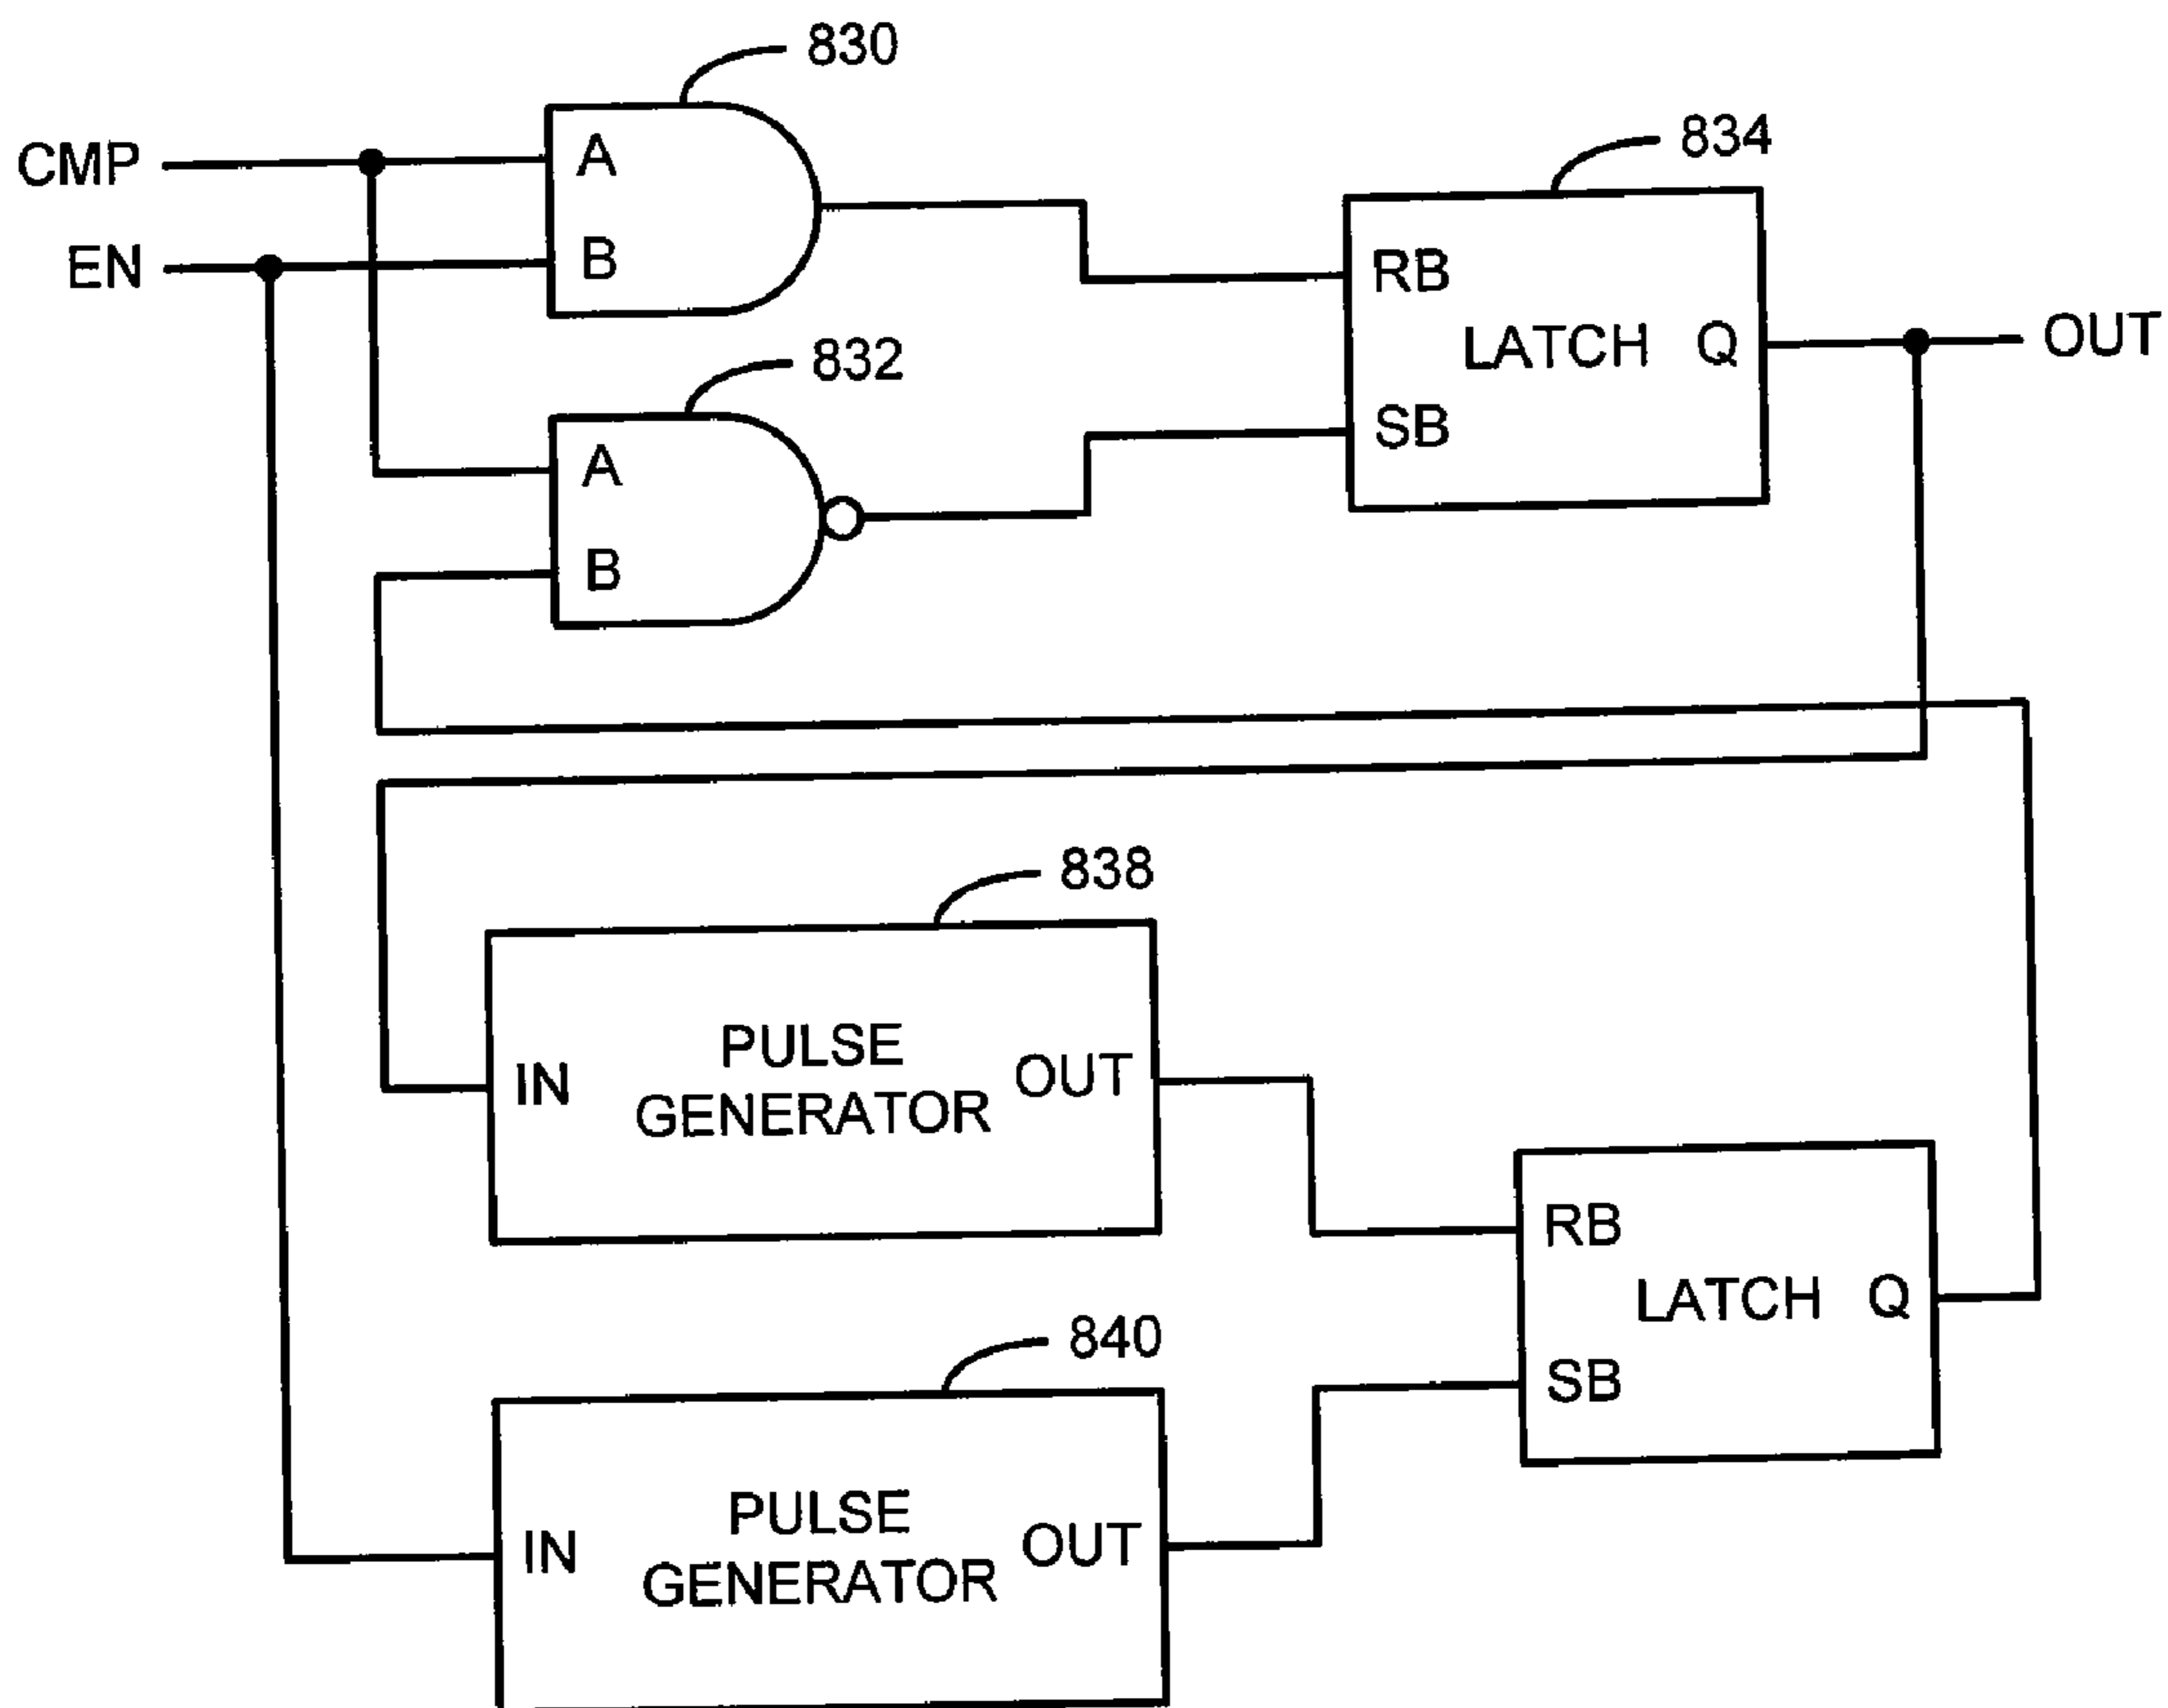 830
CMP
A
834
EN
B
RB
832
LATCH
Q
OUT
SB
A
B
838
PULSE
GENERATOR
IN
OUT
RB
LATCH
Q
840
SB
PULSE
GENERATOR
IN
OUT